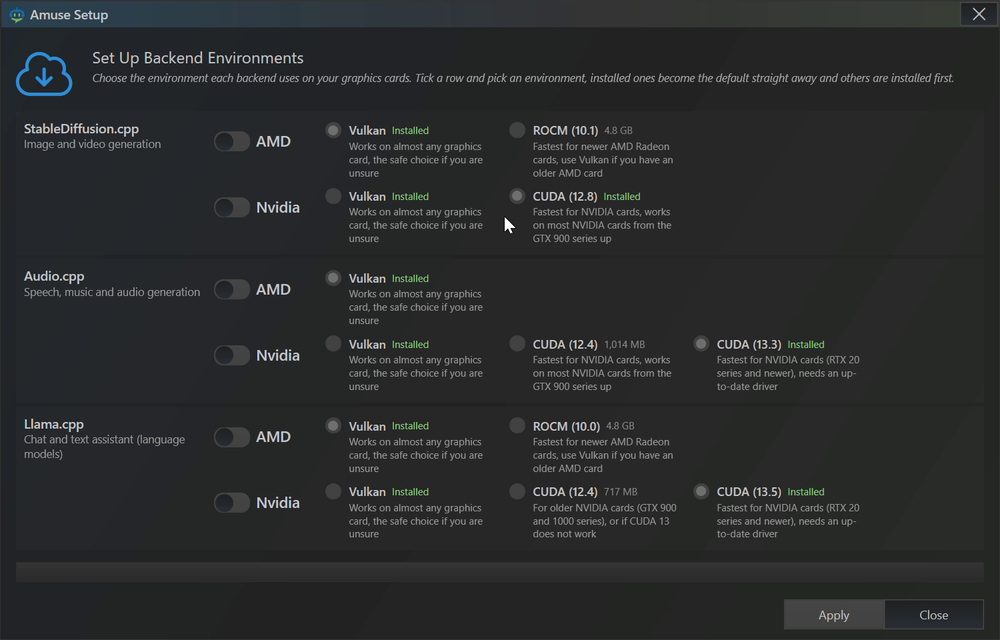 Amuse Setup
Set Up Backend Environments
Choose the environment each backend uses on your graphics cards. Tick a row and pick an environment, installed ones become the default straight away and others are installed first.
StableDiffusion.cpp
Image and video generation
AMD
Vulkan Installed
Works on almost any graphics
card, the safe choice if you are
unsure
ROCM (10.1) 4.8 GB
Fastest for newer AMD Radeon
cards, use Vulkan if you have an
older AMD card
Nvidia
Vulkan Installed
Works on almost any graphics
card, the safe choice if you are
unsure
CUDA (12.8) Installed
Fastest for NVIDIA cards, works
on most NVIDIA cards from the
GTX 900 series up
Audio.cpp
Speech, music and audio generation
AMD
Vulkan Installed
Works on almost any graphics
card, the safe choice if you are
unsure
Nvidia
Vulkan Installed
Works on almost any graphics
card, the safe choice if you are
unsure
CUDA (12.4) 1,014 MB
Fastest for NVIDIA cards, works
on most NVIDIA cards from the
GTX 900 series up
CUDA (13.3) Installed
Fastest for NVIDIA cards (RTX 20
series and newer), needs an up-
to-date driver
Llama.cpp
Chat and text assistant (language
models)
AMD
Vulkan Installed
Works on almost any graphics
card, the safe choice if you are
unsure
ROCM (10.0) 4.8 GB
Fastest for newer AMD Radeon
cards, use Vulkan if you have an
older AMD card
Nvidia
Vulkan Installed
Works on almost any graphics
card, the safe choice if you are
unsure
CUDA (12.4) 717 MB
For older NVIDIA cards (GTX 900
and 1000 series), or if CUDA 13
does not work
CUDA (13.5) Installed
Fastest for NVIDIA cards (RTX 20
series and newer), needs an up-
to-date driver
Apply
Close